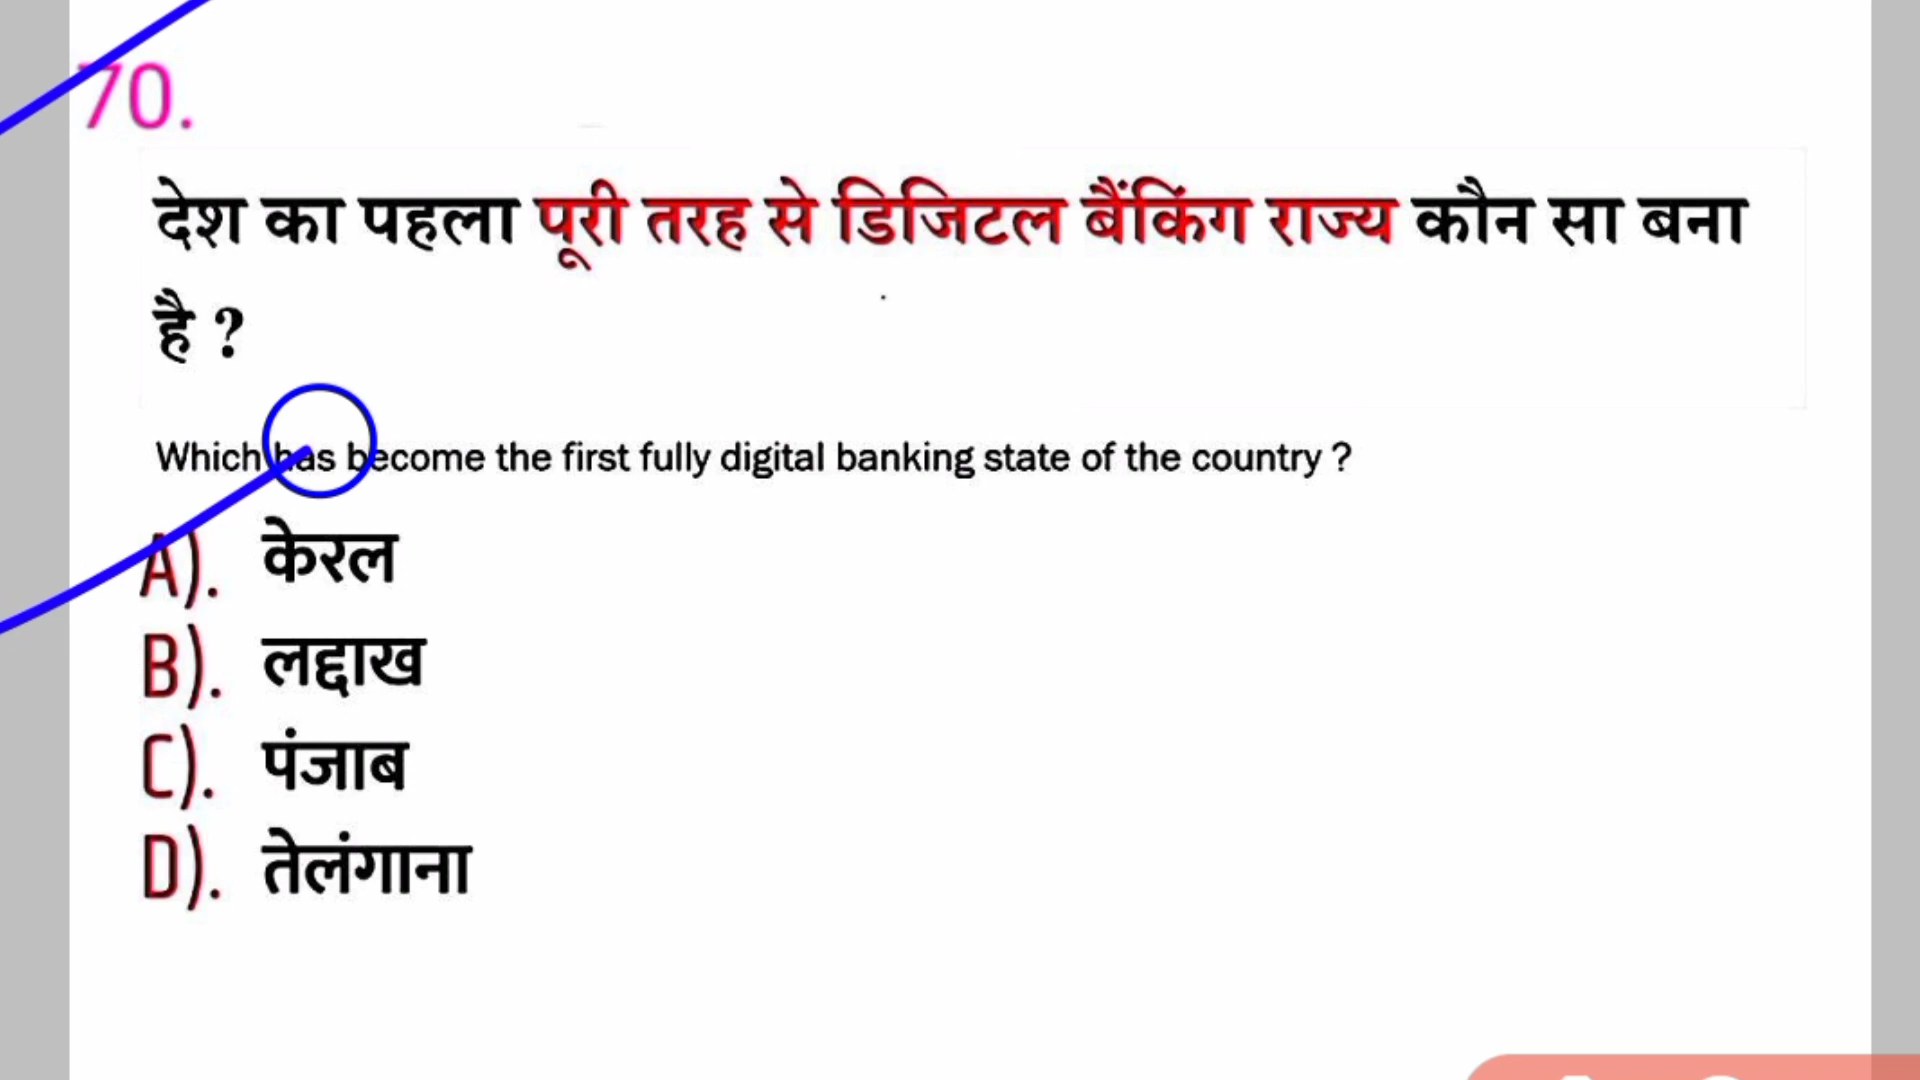 70.
देश का पहला पूरी तरह से डिजिटल बैंकिंग राज्य कौन सा बना
है ?
Which has become the first fully digital banking state of the country ?
A). केरल
B). लद्दाख
C). पंजाब
D). तेलंगाना